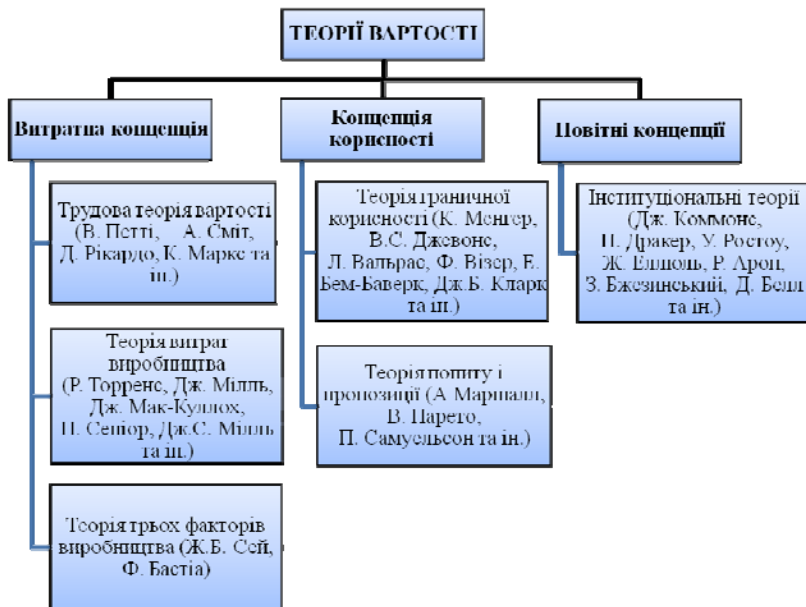 ТЕОРІЇ ВАРТОСТІ
Витратна концепція
Трудова теорія вартості
(В. Петті, А. Сміт,
Д. Рікардо, К. Маркс та
ін.)
Теорія витрат
виробництва
(Р. Торренс, Дж. Мілль,
Дж. Мак-Куллох,
Н. Сеніор, Дж.С. Мілль
та ін.)
Теорія трьох факторів
виробництва (Ж.Б. Сей,
Ф. Бастіа)
Концепція
корисності
Теорія граничної
корисності (К. Менгер,
В.С. Джевонс,
Л. Вальрас, Ф. Візер, Е.
Бем-Баверк, Дж.Б. Кларк
та ін.)
Теорія попиту і
пропозиції (А Маршалл,
В. Парето,
П. Самуельсон та ін.)
Новітні концепції
Інституціональні теорії
(Дж. Коммонс,
П. Дракер, У. Ростоу,
Ж. Еллюль, Р. Арон,
З. Бжезинський, Д. Белл
та ін.)